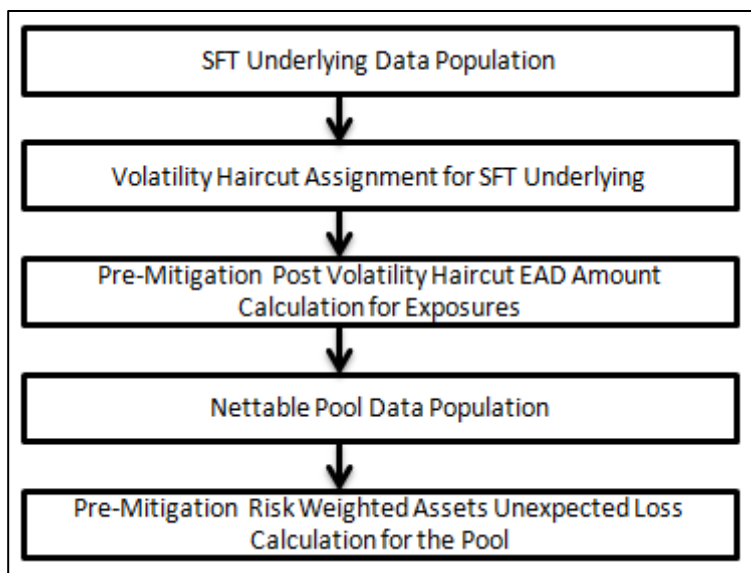 SFT Underlying Data Population
Volatility Haircut Assignment for SFT Underlying
Pre-Mitigation Post Volatility Haircut EAD Amount
Calculation for Exposures
Nettable Pool Data Population
Pre-Mitigation Risk Weighted Assets Unexpected Loss
Calculation for the Pool